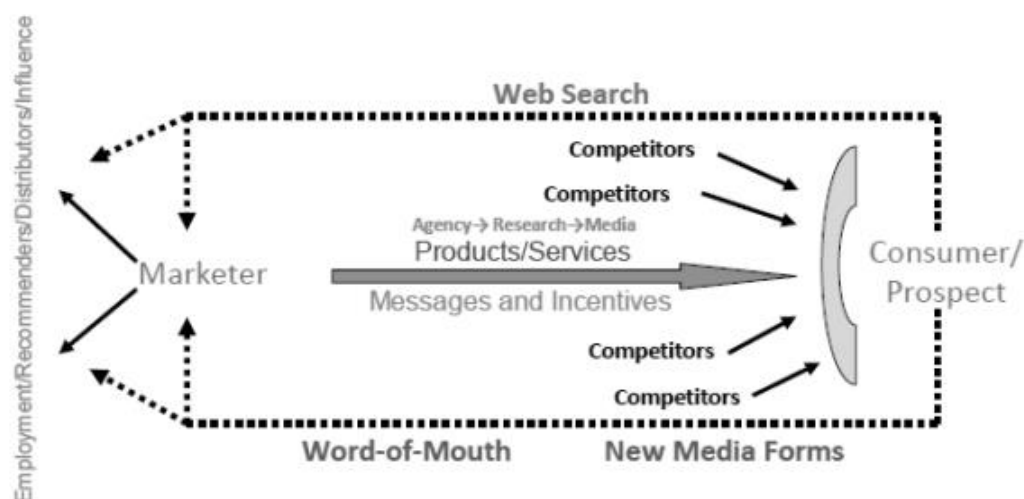 Employment/Recommenders/Distributors/Influence
Web Search
Competitors
Competitors
Agency→ Research→Media
Products/Services
Marketer
Messages and Incentives
Consumer/
Prospect
Competitors
Competitors
Word-of-Mouth
New Media Forms